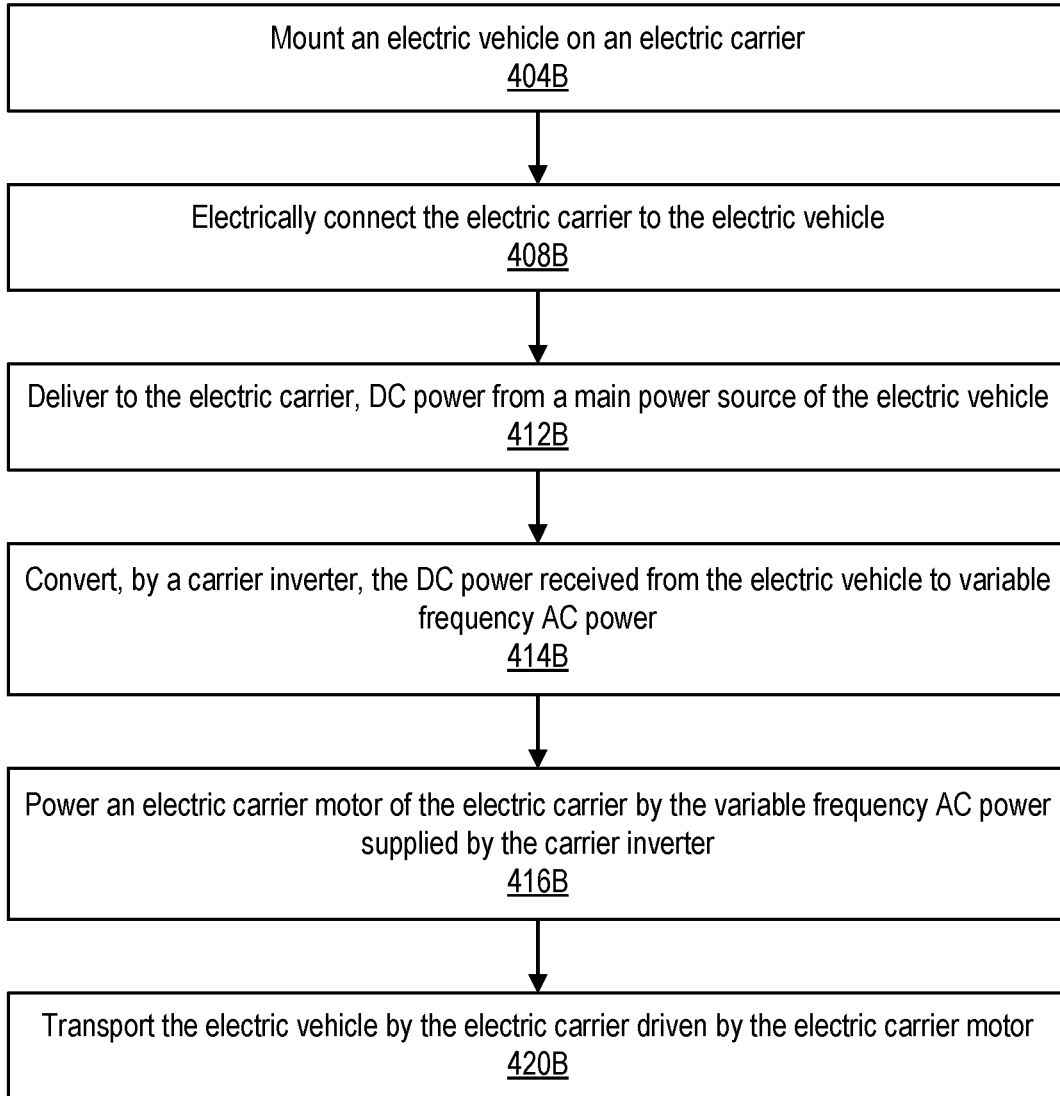 Mount an electric vehicle on an electric carrier
404B
Electrically connect the electric carrier to the electric vehicle
408B
Deliver to the electric carrier, DC power from a main power source of the electric vehicle
412B
Convert, by a carrier inverter, the DC power received from the electric vehicle to variable
frequency AC power
414B
Power an electric carrier motor of the electric carrier by the variable frequency AC power
supplied by the carrier inverter
416B
Transport the electric vehicle by the electric carrier driven by the electric carrier motor
420B